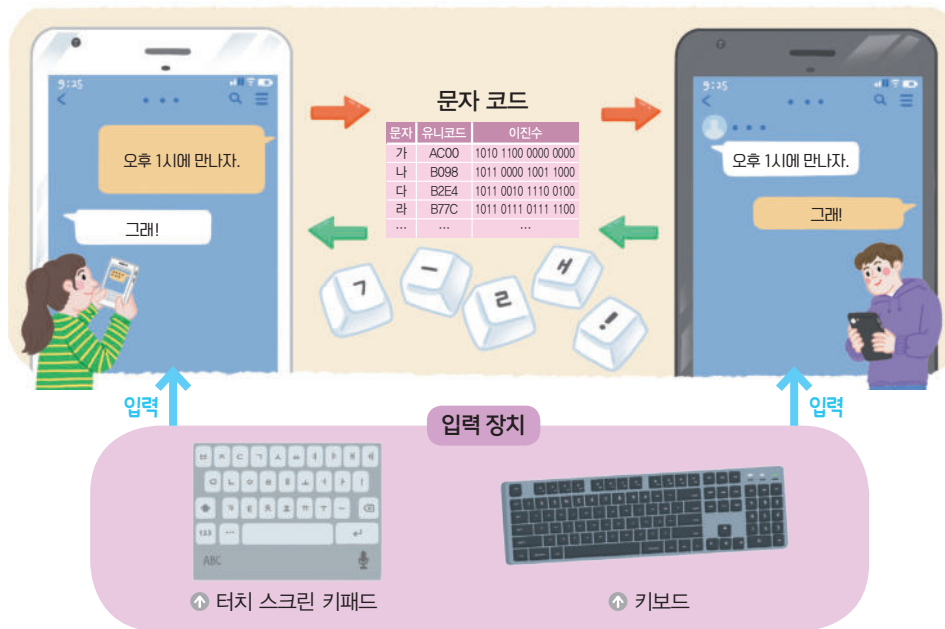 9:25
오후 1시에 만나자.
그래!
문자 코드
문자 유니코드 이진수
가 AC00 1010 1100 0000 0000
나 B098 1011 0000 1001 1000
다 B2E4 1011 0010 1110 0100
라 B77C 1011 0111 0111 1100
... ... ...
ㄱ ㅡ ㄹ ㅐ !
9:25
오후 1시에 만나자.
그래!
입력
입력
입력 장치
123
ABC
터치 스크린 키패드
키보드